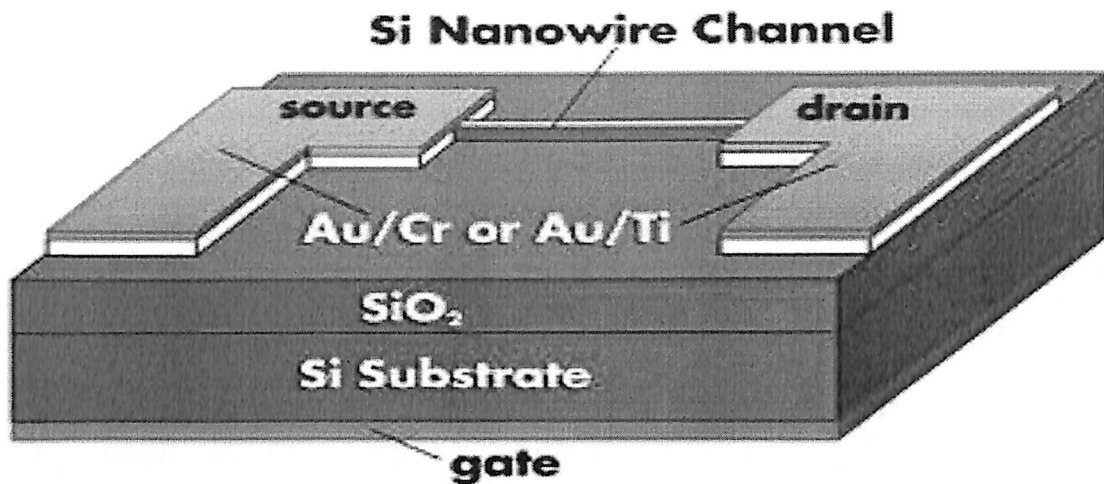 Si Nanowire Channel
source
drain
Au/Cr or Au/Ti
SiO₂
Si Substrate
gate